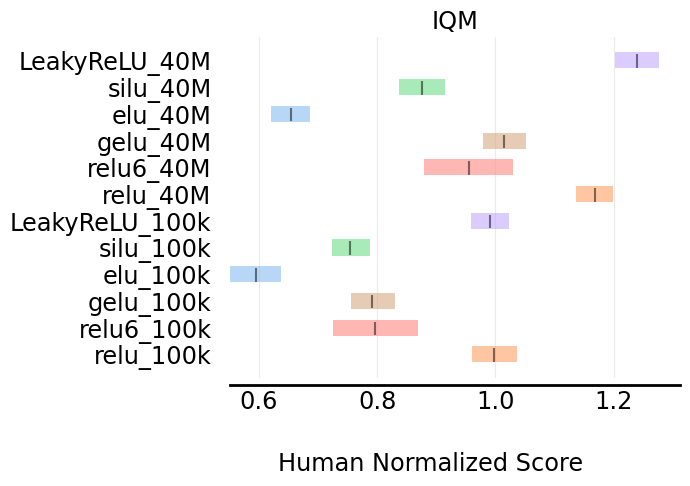 IQM
LeakyReLU_40M
silu_40M
elu_40M
gelu_40M
relu6_40M
relu_40M
LeakyReLU_100k
silu_100k
elu_100k
gelu_100k
relu6_100k
relu_100k
0.6 0.8 1.0 1.2
Human Normalized Score